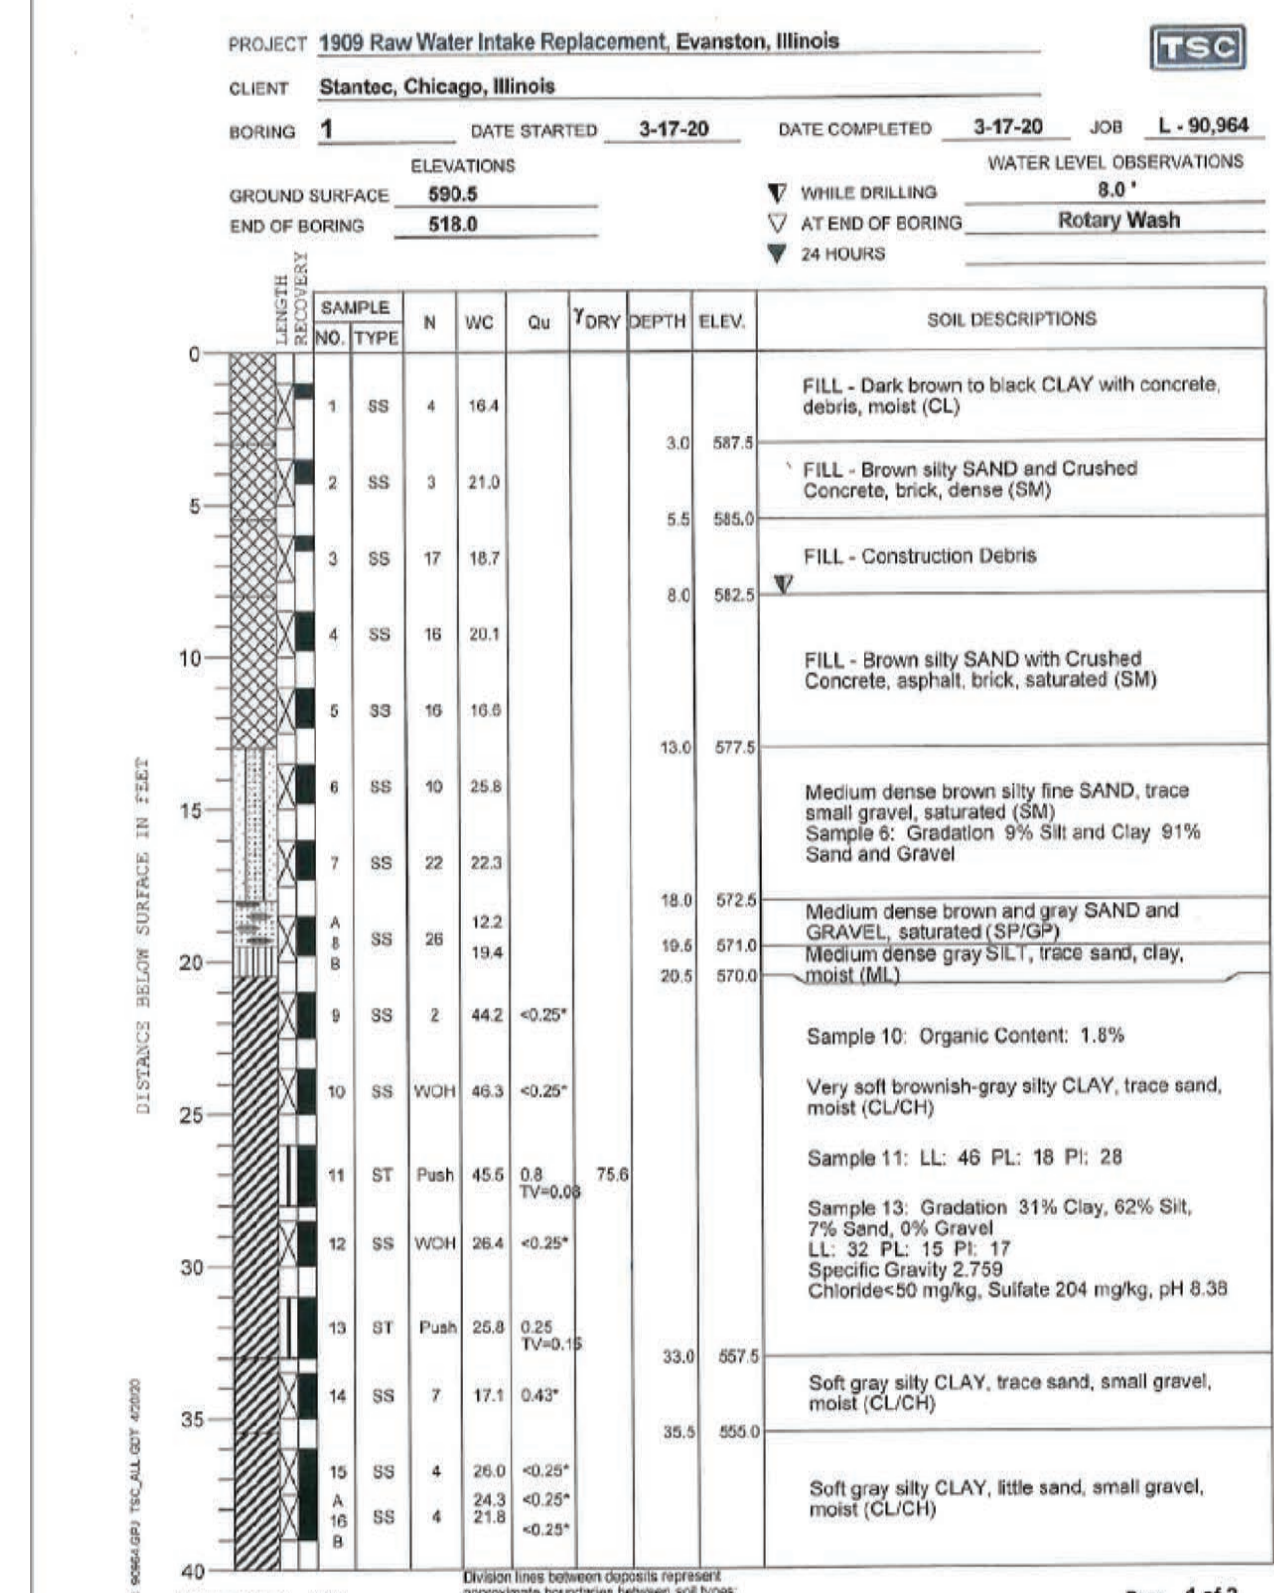 PROJECT 1909 Raw Water Intake Replacement, Evanston, Illinois
TSC
CLIENT Stantec, Chicago, Illinois
BORING 1 DATE STARTED 3-17-20 DATE COMPLETED 3-17-20 JOB L - 90,964
ELEVATIONS WATER LEVEL OBSERVATIONS
GROUND SURFACE 590.5 WHILE DRILLING 8.0 '
END OF BORING 518.0 AT END OF BORING Rotary Wash
24 HOURS
LENGTH
RECOVERY
SAMPLE N WC Qu γDRY DEPTH ELEV. SOIL DESCRIPTIONS
NO. TYPE
0
FILL - Dark brown to black CLAY with concrete,
debris, moist (CL)
1 SS 4 16.4
3.0 587.5
FILL - Brown silty SAND and Crushed
Concrete, brick, dense (SM)
2 SS 3 21.0
5
5.5 585.0
3 SS 17 18.7 FILL - Construction Debris
8.0 582.5
4 SS 16 20.1
10
FILL - Brown silty SAND with Crushed
Concrete, asphalt, brick, saturated (SM)
5 SS 16 16.6
13.0 577.5
6 SS 10 25.8
15
Medium dense brown silty fine SAND, trace
small gravel, saturated (SM)
Sample 6: Gradation 9% Silt and Clay 91%
Sand and Gravel
7 SS 22 22.3
18.0 572.5
Medium dense brown and gray SAND and
GRAVEL, saturated (SP/GP)
A 12.2
8 SS 26
B 19.4
19.5 571.0
Medium dense gray SILT, trace sand, clay,
moist (ML)
20
20.5 570.0
9 SS 2 44.2 <0.25*
Sample 10: Organic Content: 1.8%
10 SS WOH 46.3 <0.25*
Very soft brownish-gray silty CLAY, trace sand,
moist (CL/CH)
25
11 ST Push 45.5 0.8 75.6
TV=0.08
Sample 11: LL: 46 PL: 18 PI: 28
12 SS WOH 26.4 <0.25*
Sample 13: Gradation 31% Clay, 62% Silt,
7% Sand, 0% Gravel
LL: 32 PL: 15 PI: 17
Specific Gravity 2.759
Chloride<50 mg/kg, Sulfate 204 mg/kg, pH 8.38
30
13 ST Push 25.8 0.25
TV=0.15
33.0 557.5
14 SS 7 17.1 0.43*
Soft gray silty CLAY, trace sand, small gravel,
moist (CL/CH)
35
35.5 555.0
15 SS 4 26.0 <0.25*
A 24.3 <0.25*
16 SS 4 21.8
B <0.25*
Soft gray silty CLAY, little sand, small gravel,
moist (CL/CH)
40
DISTANCE BELOW SURFACE IN FEET
90964.GPJ TSC_ALL.GDT 4/20/20
Division lines between deposits represent
approximate boundaries between soil types;